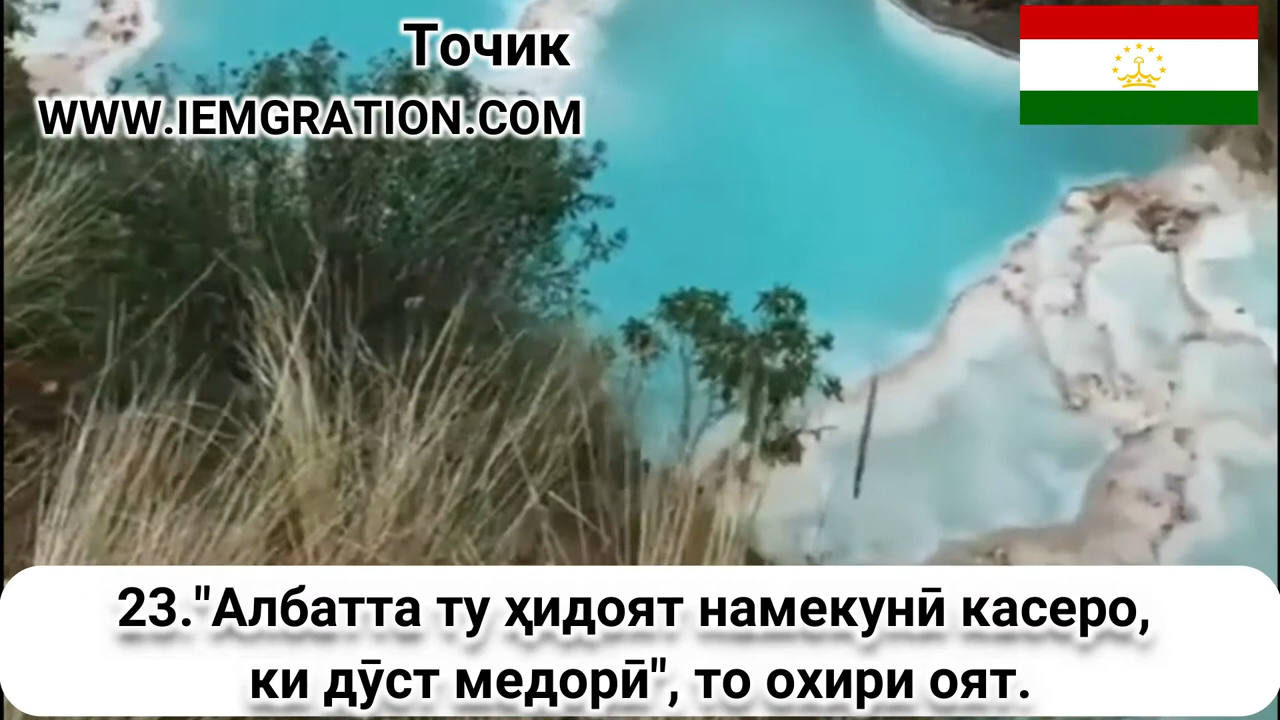 Точик
WWW.IEMGRATION.COM
23."Албатта ту ҳидоят намекунӣ касеро,
ки дӯст медорӣ", то охири оят.